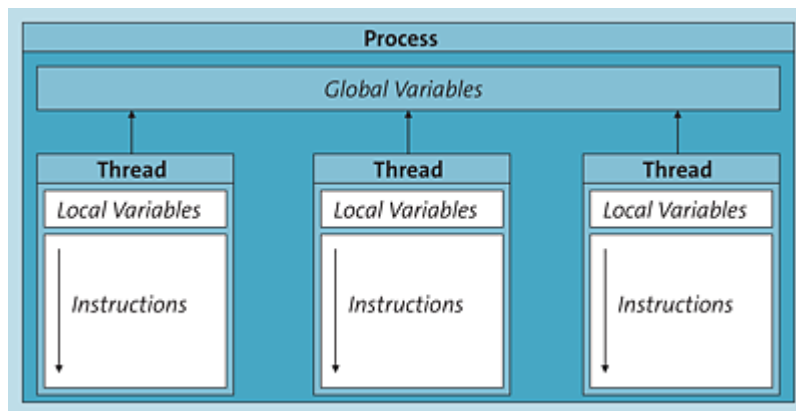 Process
Global Variables
Thread
Local Variables
Instructions
Thread
Local Variables
Instructions
Thread
Local Variables
Instructions